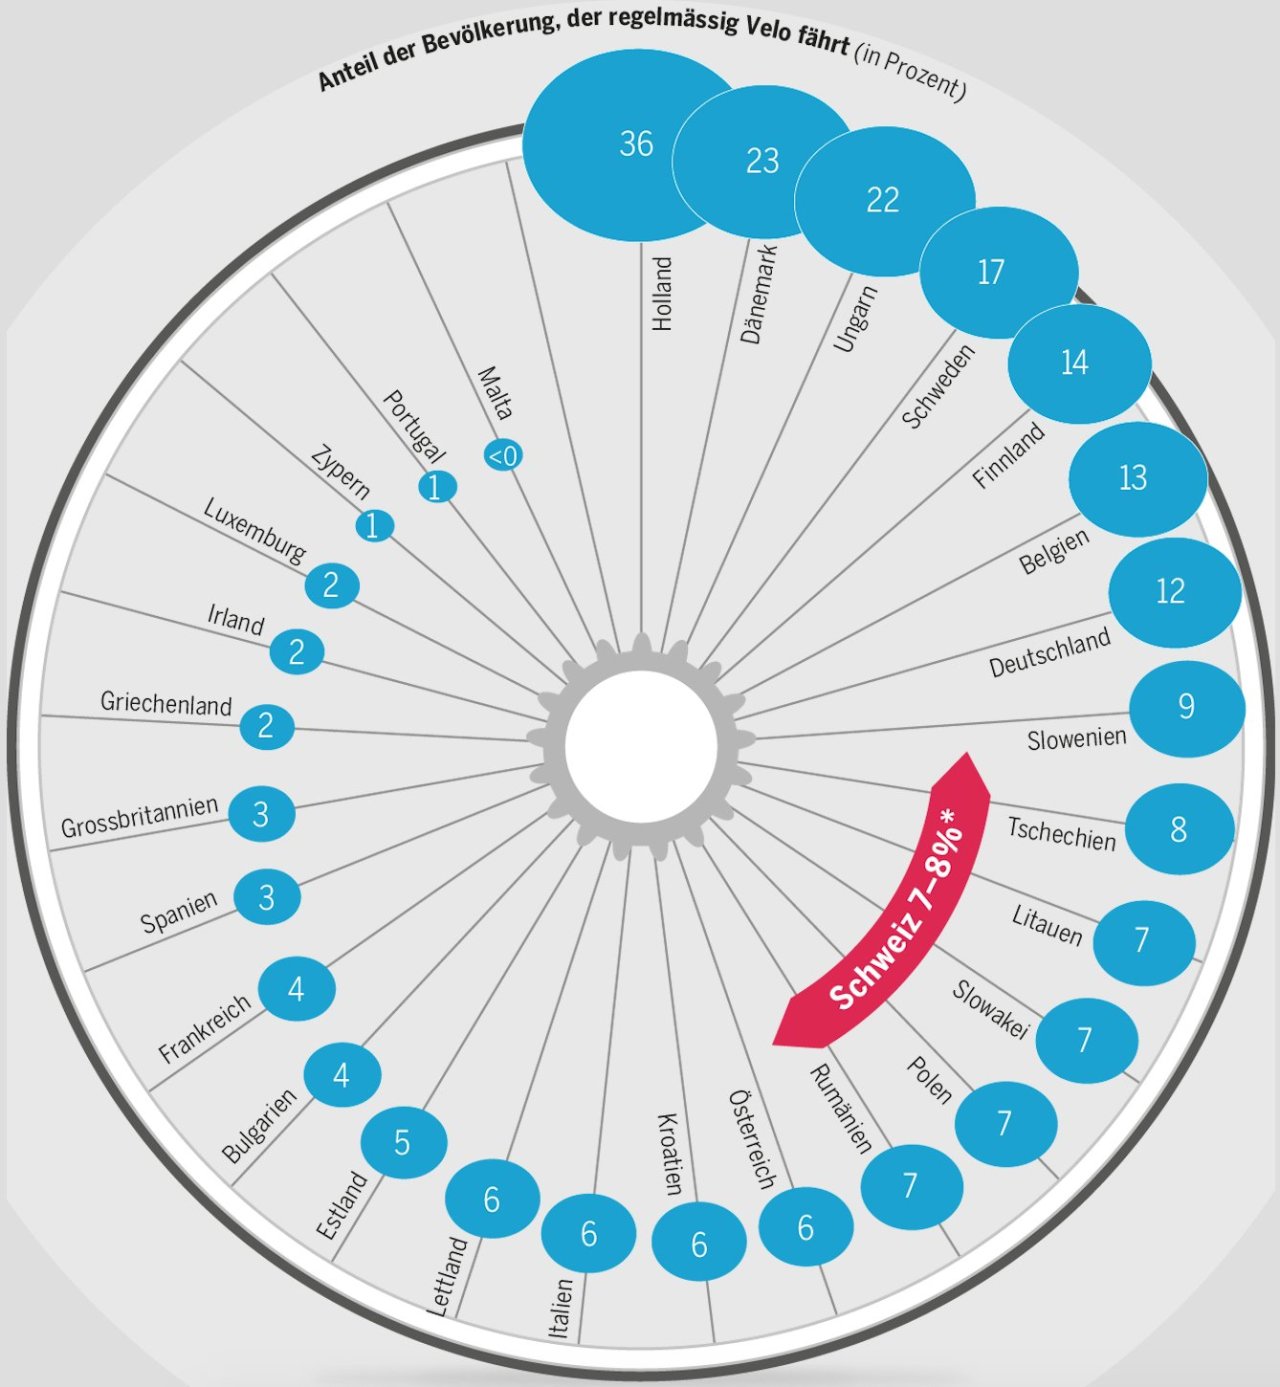 Anteil der Bevölkerung, der regelmässig Velo fährt (in Prozent)
36
Holland
23
Dänemark
22
Ungarn
17
Schweden
14
Finnland
13
Belgien
12
Deutschland
9
Slowenien
8
Tschechien
7
Litauen
7
Slowakei
7
Polen
7
Rumänien
Schweiz 7–8%*
6
Österreich
6
Kroatien
6
Italien
6
Lettland
5
Estland
4
Bulgarien
4
Frankreich
3
Spanien
3
Grossbritannien
2
Griechenland
2
Irland
2
Luxemburg
1
Zypern
1
Portugal
<0
Malta